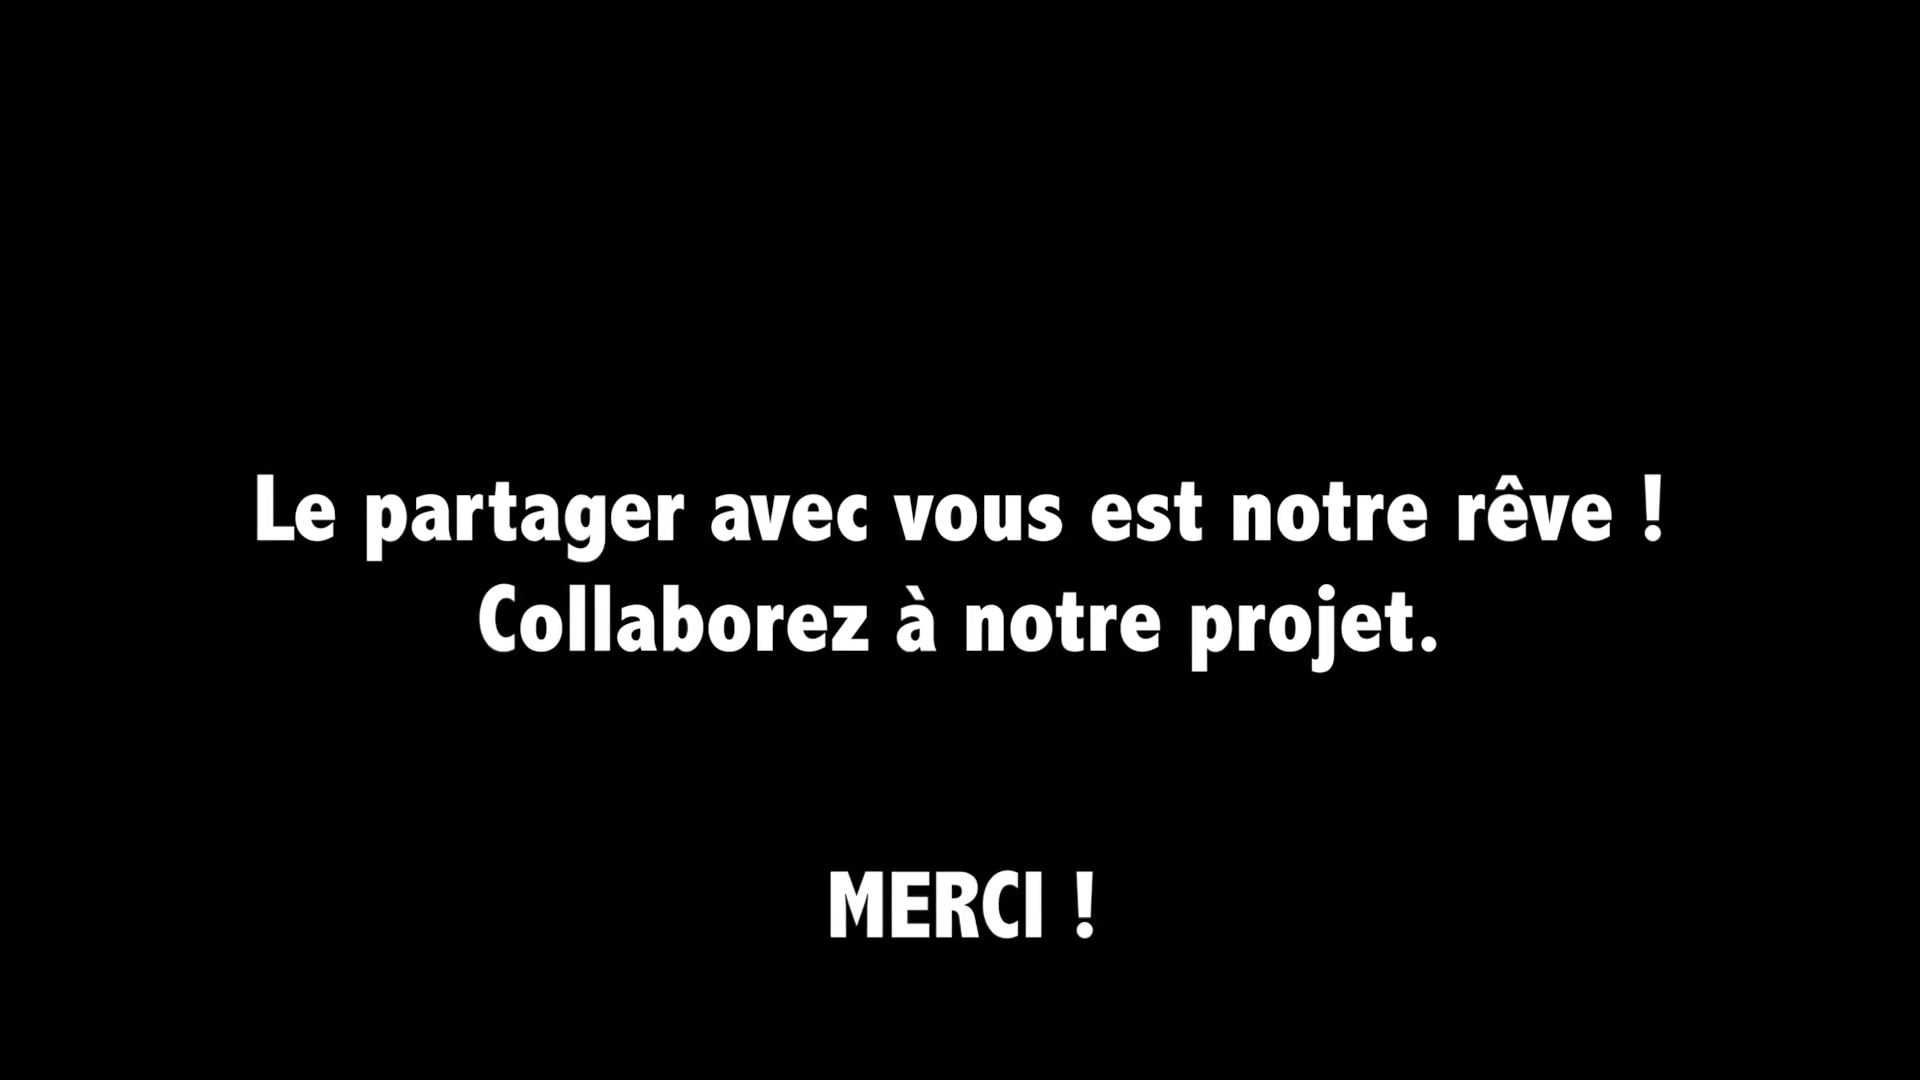 Le partager avec vous est notre rêve !
Collaborez à notre projet.
MERCI !